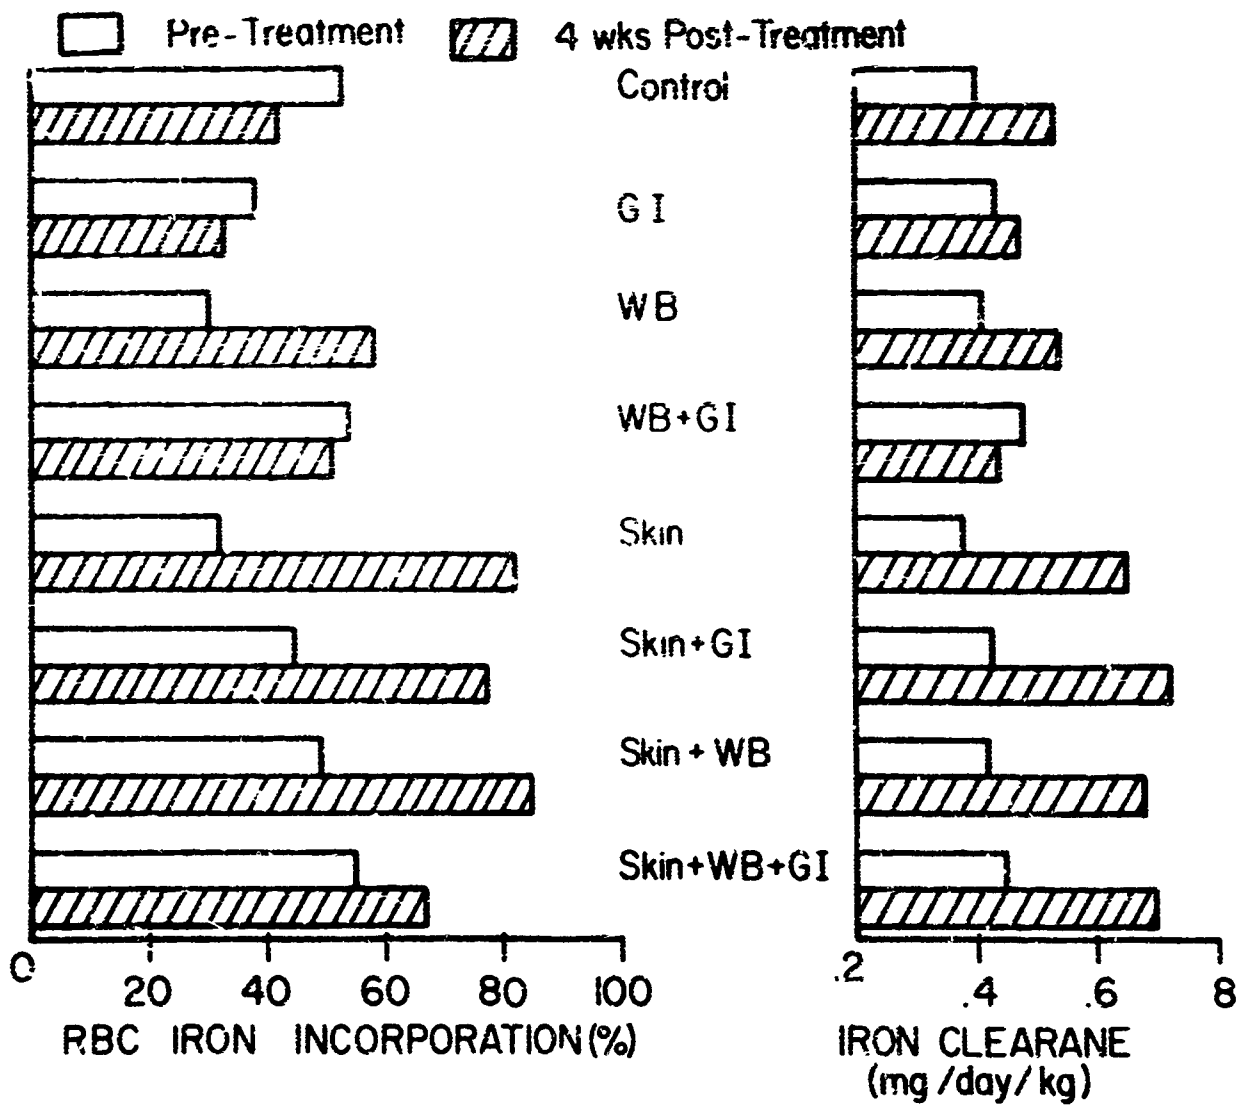 Pre-Treatment 4 wks Post-Treatment
Control
GI
WB
WB+GI
Skin
Skin+GI
Skin + WB
Skin+WB+GI
0 20 40 60 80 100
.2 .4 .6 8
RBC IRON INCORPORATION (%)
IRON CLEARANE
(mg/day/kg)